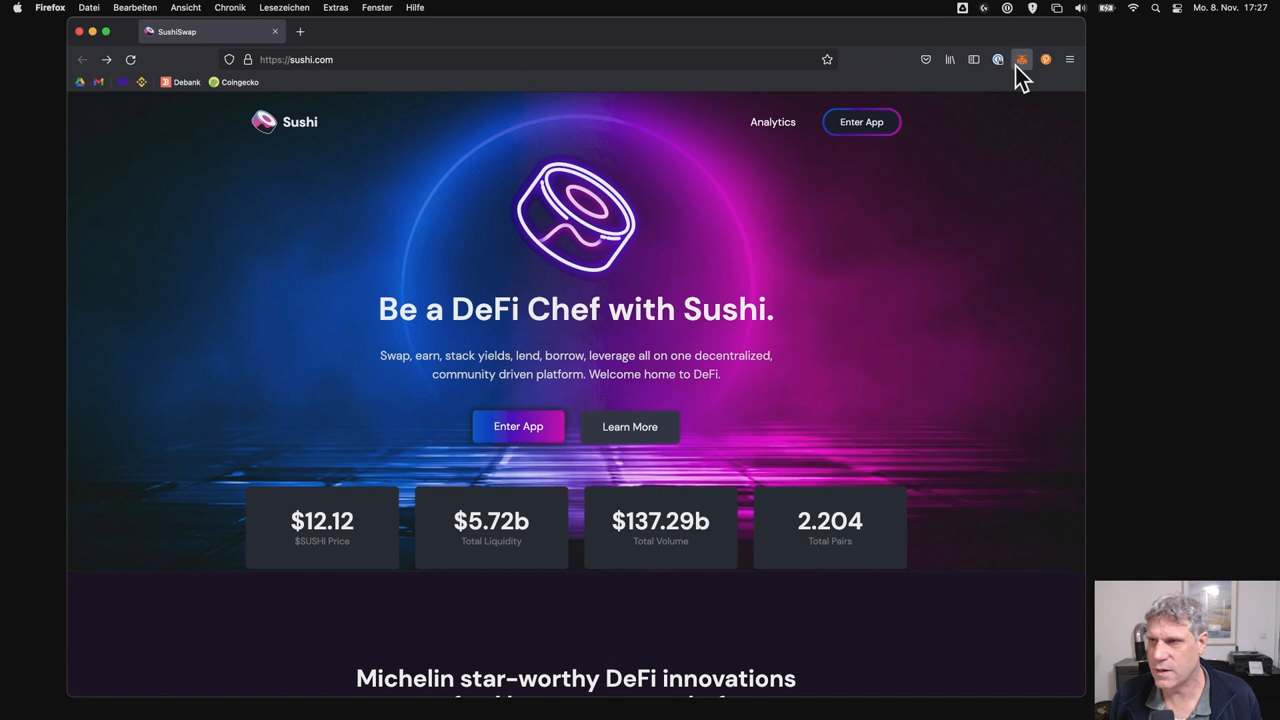 Firefox Datei Bearbeiten Ansicht Chronik Lesezeichen Extras Fenster Hilfe Mo. 8. Nov. 17:27
SushiSwap
https://sushi.com
Debank Coingecko
Sushi Analytics Enter App
Be a DeFi Chef with Sushi.
Swap, earn, stack yields, lend, borrow, leverage all on one decentralized,
community driven platform. Welcome home to DeFi.
Enter App Learn More
$12.12 $5.72b $137.29b 2.204
$SUSHI Price Total Liquidity Total Volume Total Pairs
Michelin star-worthy DeFi innovations